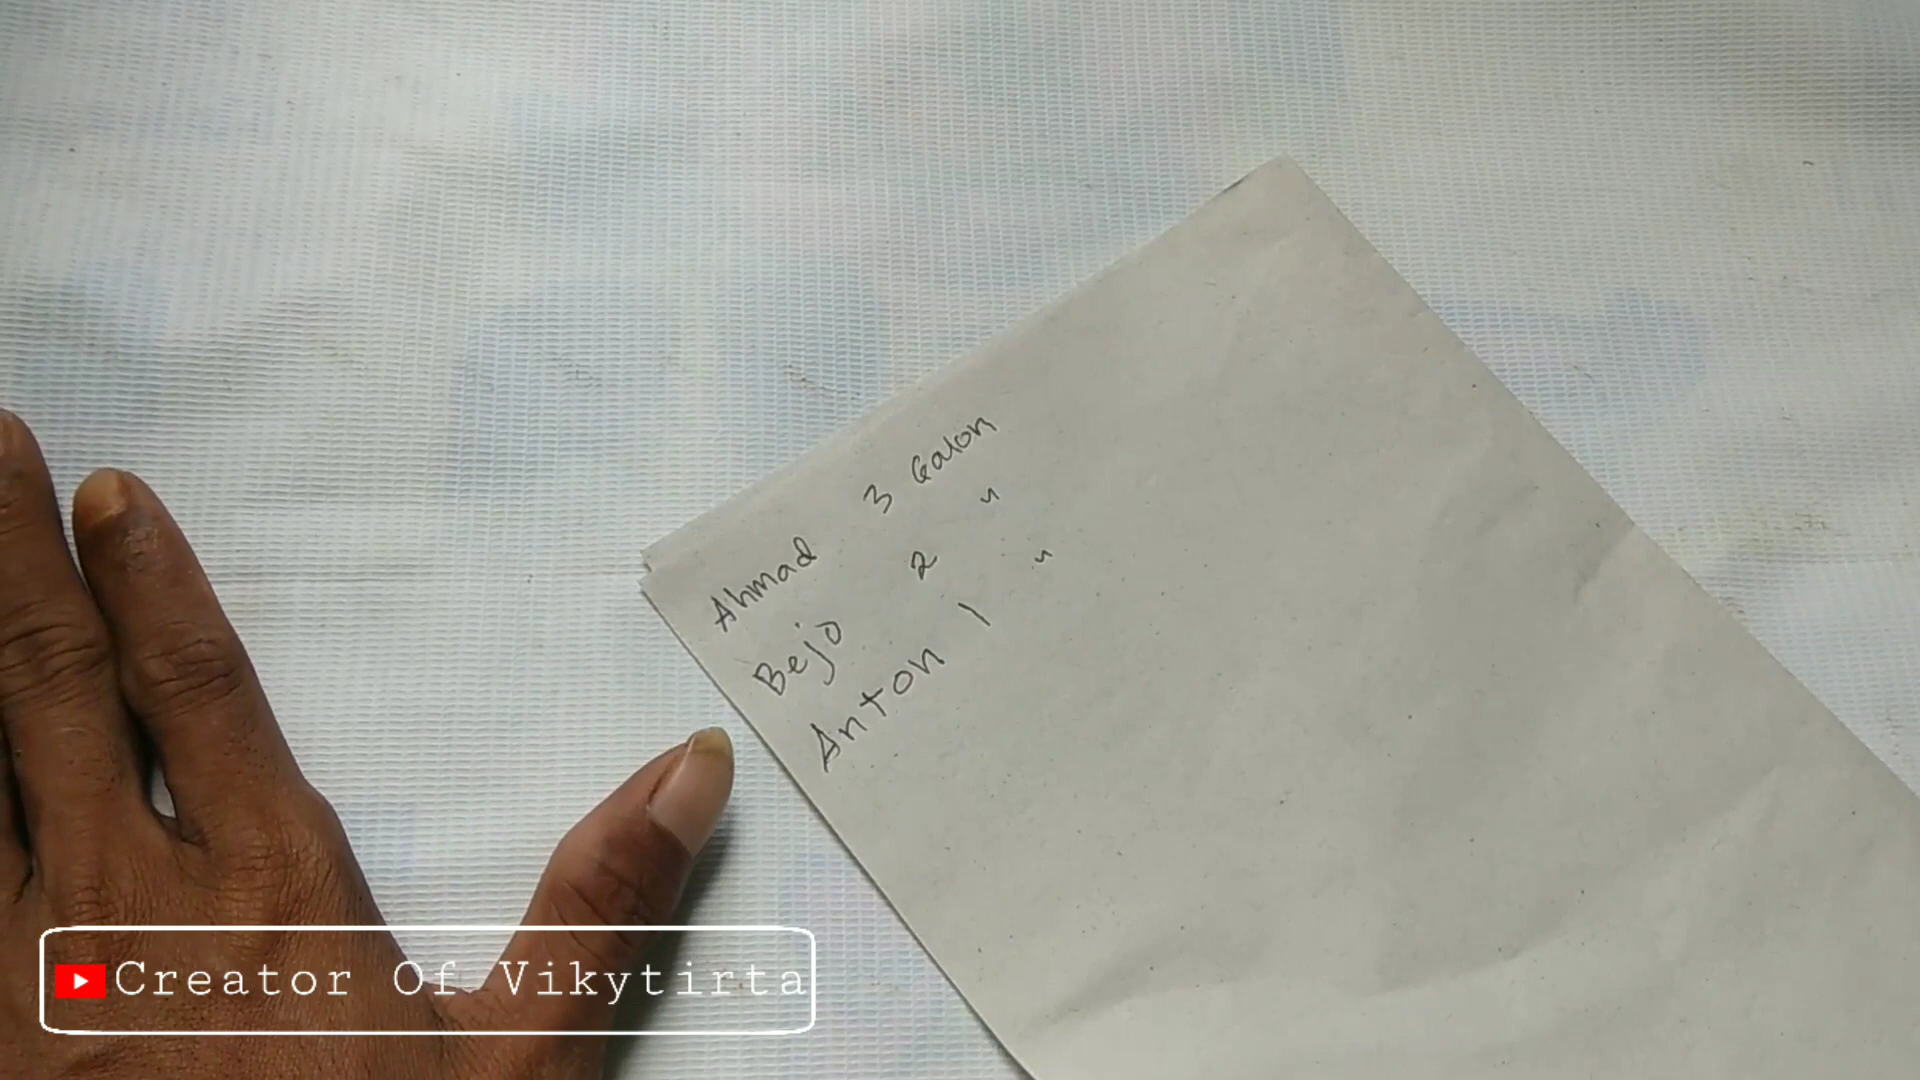 Ahmad 3 Galon
Bejo 2 "
Anton 1 "
Creator Of Vikytirta